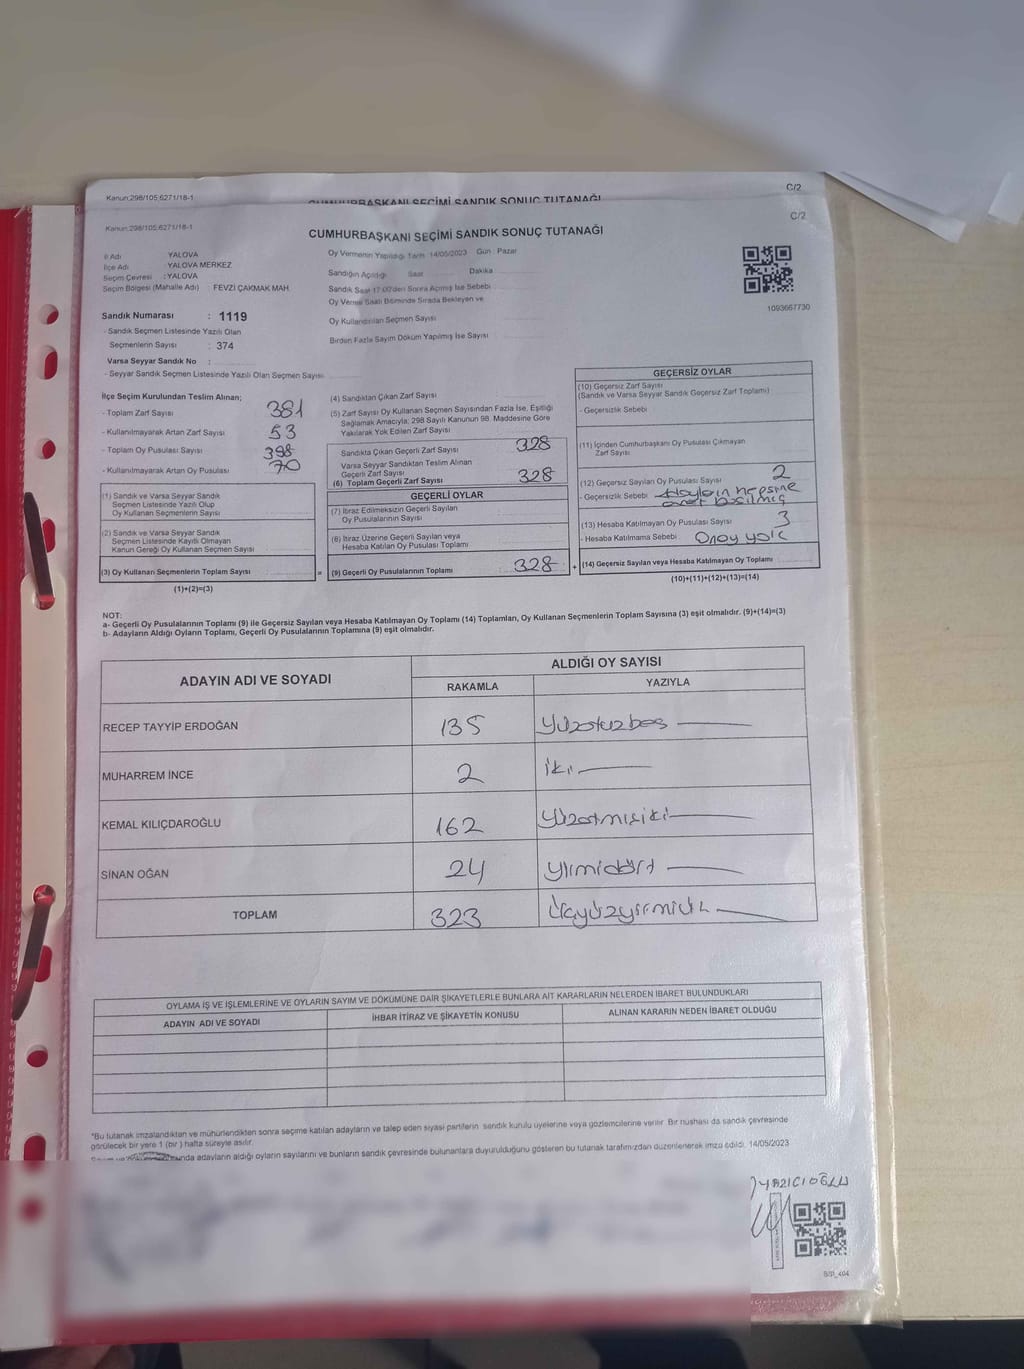 Kanun:298/105;6271/18-1
C/2
CUMHURBAŞKANI SEÇİMİ SANDIK SONUÇ TUTANAĞI
Kanun:298/105;6271/18-1
C/2
CUMHURBAŞKANI SEÇİMİ SANDIK SONUÇ TUTANAĞI
İl Adı YALOVA
İlçe Adı YALOVA MERKEZ
Seçim Çevresi : YALOVA
Seçim Bölgesi (Mahalle Adı) : FEVZİ ÇAKMAK MAH.
Sandık Numarası : 1119
- Sandık Seçmen Listesinde Yazılı Olan
Seçmenlerin Sayısı : 374
Varsa Seyyar Sandık No :
- Seyyar Sandık Seçmen Listesinde Yazılı Olan Seçmen Sayısı
Oy Vermenin Yapıldığı Tarih 14/05/2023 Gün Pazar
Sandığın Açıldığı Saat Dakika
Sandık Saat 17:00'den Sonra Açılmış İse Sebebi
Oy Verme Saati Bitiminde Sırada Bekleyen ve
Oy Kullandırılan Seçmen Sayısı
Birden Fazla Sayım Döküm Yapılmış İse Sayısı
1093667730
İlçe Seçim Kurulundan Teslim Alınan;
- Toplam Zarf Sayısı 381
- Kullanılmayarak Artan Zarf Sayısı 53
- Toplam Oy Pusulası Sayısı 398
- Kullanılmayarak Artan Oy Pusulası 70
(1) Sandık ve Varsa Seyyar Sandık
Seçmen Listesinde Yazılı Olup
Oy Kullanan Seçmenlerin Sayısı
(2) Sandık ve Varsa Seyyar Sandık
Seçmen Listesinde Kayıtlı Olmayan
Kanun Gereği Oy Kullanan Seçmen Sayısı
(3) Oy Kullanan Seçmenlerin Toplam Sayısı =
(1)+(2)=(3)
(4) Sandıktan Çıkan Zarf Sayısı
(5) Zarf Sayısı Oy Kullanan Seçmen Sayısından Fazla İse, Eşitliği
Sağlamak Amacıyla, 298 Sayılı Kanunun 98. Maddesine Göre
Yakılarak Yok Edilen Zarf Sayısı
Sandıkta Çıkan Geçerli Zarf Sayısı 328
Varsa Seyyar Sandıktan Teslim Alınan
Geçerli Zarf Sayısı
(6) Toplam Geçerli Zarf Sayısı 328
GEÇERLİ OYLAR
(7) İtiraz Edilmeksizin Geçerli Sayılan
Oy Pusulalarının Sayısı
(8) İtiraz Üzerine Geçerli Sayılan veya
Hesaba Katılan Oy Pusulası Toplamı
(9) Geçerli Oy Pusulalarının Toplamı 328 +
GEÇERSİZ OYLAR
(10) Geçersiz Zarf Sayısı
(Sandık ve Varsa Seyyar Sandık Geçersiz Zarf Toplamı)
- Geçersizlik Sebebi
(11) İçinden Cumhurbaşkanı Oy Pusulası Çıkmayan
Zarf Sayısı
(12) Geçersiz Sayılan Oy Pusulası Sayısı 2
- Geçersizlik Sebebi Adayların hepsine
evet basılmış
(13) Hesaba Katılmayan Oy Pusulası Sayısı 3
- Hesaba Katılmama Sebebi Onay yok
(14) Geçersiz Sayılan veya Hesaba Katılmayan Oy Toplamı
(10)+(11)+(12)+(13)=(14)
NOT:
a- Geçerli Oy Pusulalarının Toplamı (9) ile Geçersiz Sayılan veya Hesaba Katılmayan Oy Toplamı (14) Toplamları, Oy Kullanan Seçmenlerin Toplam Sayısına (3) eşit olmalıdır. (9)+(14)=(3)
b- Adayların Aldığı Oyların Toplamı, Geçerli Oy Pusulalarının Toplamına (9) eşit olmalıdır.
ADAYIN ADI VE SOYADI
ALDIĞI OY SAYISI
RAKAMLA YAZIYLA
RECEP TAYYİP ERDOĞAN 135 Yüzotuzbeş
MUHARREM İNCE 2 İki
KEMAL KILIÇDAROĞLU 162 Yüzatmışiki
SİNAN OĞAN 24 Yirmidört
TOPLAM 323
OYLAMA İŞ VE İŞLEMLERİNE VE OYLARIN SAYIM VE DÖKÜMÜNE DAİR ŞİKAYETLERLE BUNLARA AİT KARARLARIN NELERDEN İBARET BULUNDUKLARI
ADAYIN ADI VE SOYADI İHBAR İTİRAZ VE ŞİKAYETİN KONUSU ALINAN KARARIN NEDEN İBARET OLDUĞU
*Bu tutanak imzalandıktan ve mühürlendikten sonra seçime katılan adayların ve talep eden siyasi partilerin sandık kurulu üyelerine veya gözlemcilerine verilir. Bir nüshası da sandık çevresinde
görülecek bir yere 1 (bir) hafta süreyle asılır.
adayların aldığı oyların sayılarını ve bunların sandık çevresinde bulunanlara duyurulduğunu gösteren bu tutanak tarafımızdan düzenlenerek imza edildi. 14/05/2023
YAZICIOĞLU